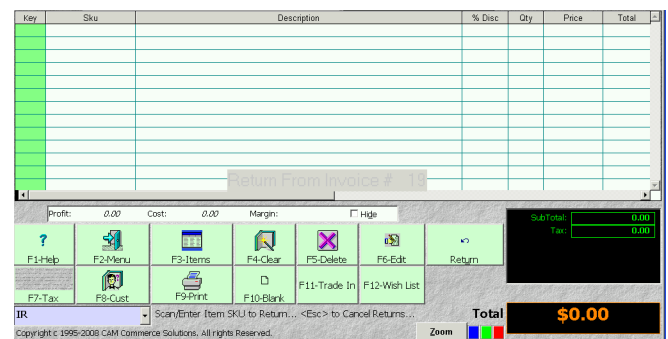 Key Sku Description % Disc Qty Price Total
Return From Invoice # 19
Profit: 0.00 Cost: 0.00 Margin: Hide
SubTotal: 0.00
Tax: 0.00
F1-Help F2-Menu F3-Items F4-Clear F5-Delete F6-Edit Return
F7-Tax F8-Cust F9-Print F10-Blank F11-Trade In F12-Wish List
IR Scan/Enter Item SKU to Return... <Esc> to Cancel Returns... Total $0.00
Copyright c 1995-2008 CAM Commerce Solutions. All rights Reserved. Zoom